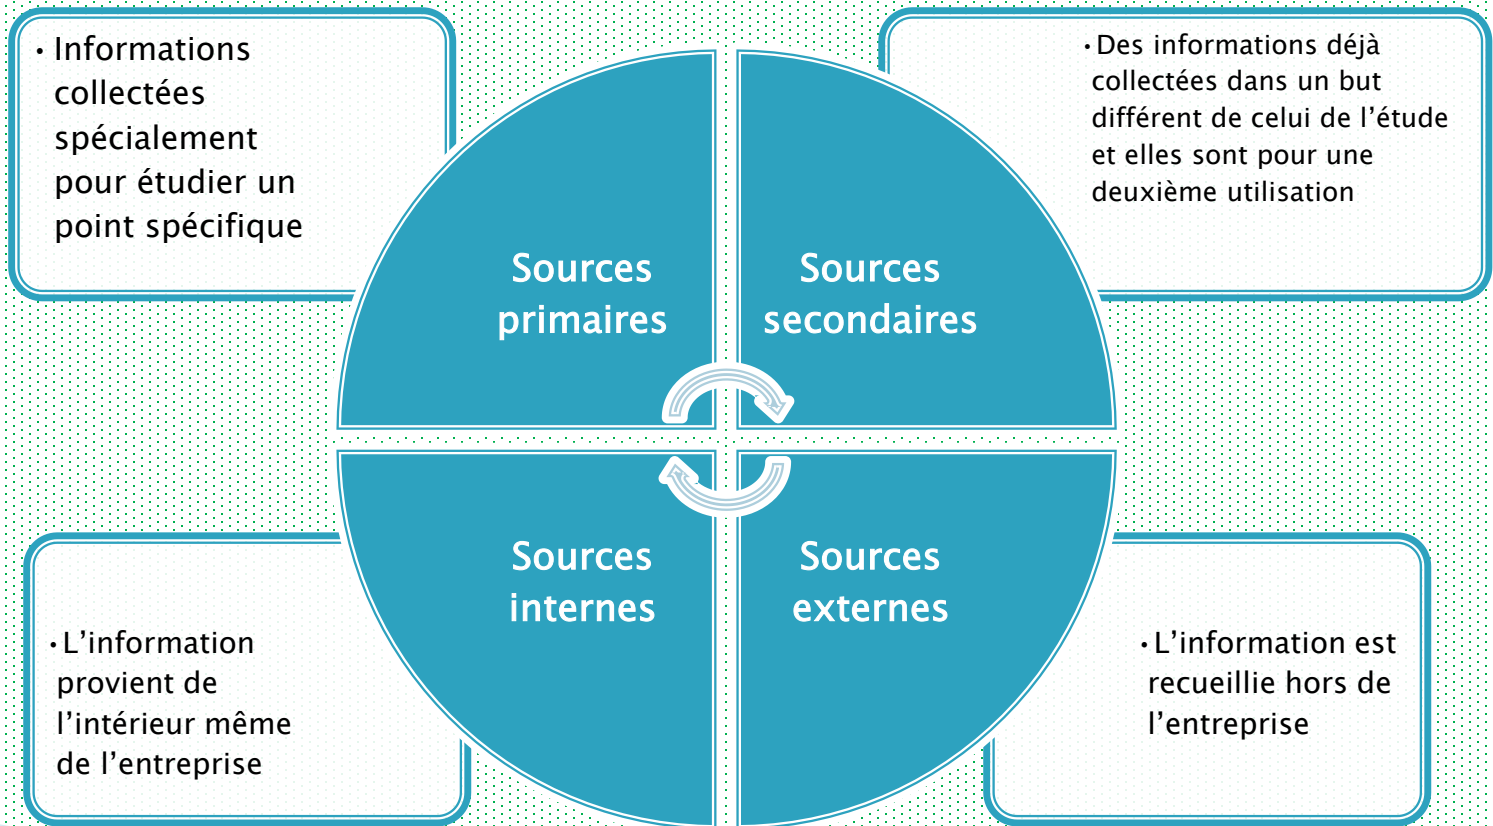 • Informations
collectées
spécialement
pour étudier un
point spécifique
• Des informations déjà
collectées dans un but
différent de celui de l’étude
et elles sont pour une
deuxième utilisation
Sources
primaires
Sources
secondaires
Sources
internes
Sources
externes
• L’information
provient de
l’intérieur même
de l’entreprise
• L’information est
recueillie hors de
l’entreprise